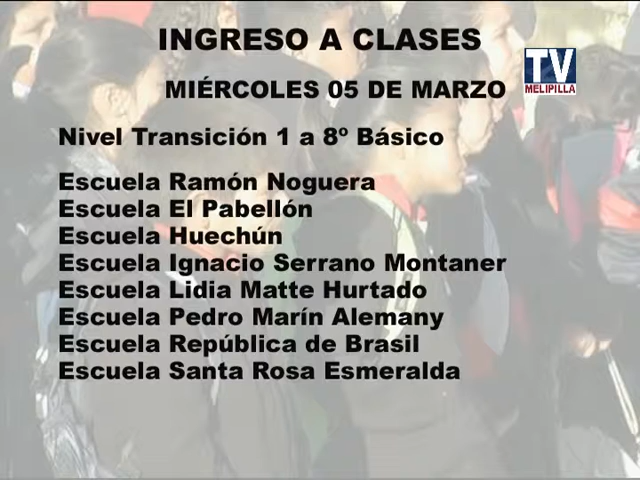 INGRESO A CLASES
TV
MELIPILLA
MIÉRCOLES 05 DE MARZO
Nivel Transición 1 a 8º Básico
Escuela Ramón Noguera
Escuela El Pabellón
Escuela Huechún
Escuela Ignacio Serrano Montaner
Escuela Lidia Matte Hurtado
Escuela Pedro Marín Alemany
Escuela República de Brasil
Escuela Santa Rosa Esmeralda